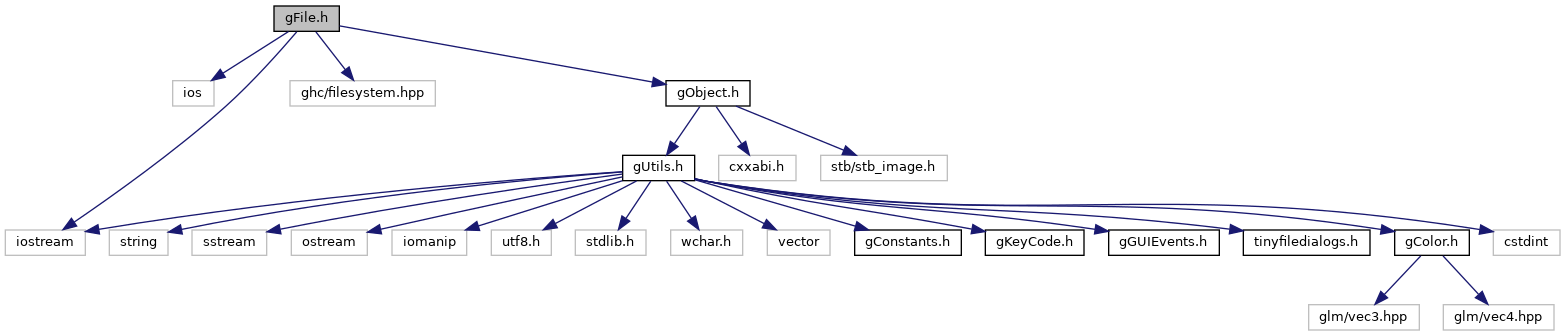 gFile.h
ios
ghc/filesystem.hpp
gObject.h
gUtils.h
cxxabi.h
stb/stb_image.h
iostream
string
sstream
ostream
iomanip
utf8.h
stdlib.h
wchar.h
vector
gConstants.h
gKeyCode.h
gGUIEvents.h
tinyfiledialogs.h
gColor.h
cstdint
glm/vec3.hpp
glm/vec4.hpp